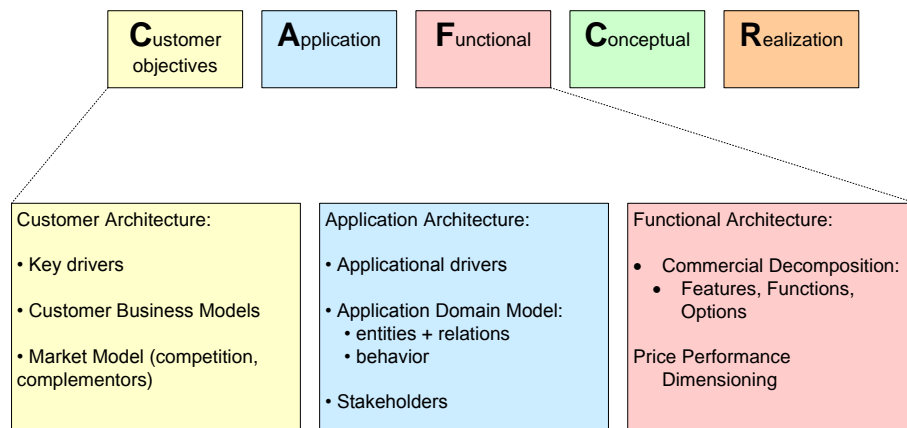 Customer
objectives
Application
Functional
Conceptual
Realization
Customer Architecture:
• Key drivers
• Customer Business Models
• Market Model (competition,
complementors)
Application Architecture:
• Applicational drivers
• Application Domain Model:
• entities + relations
• behavior
• Stakeholders
Functional Architecture:
• Commercial Decomposition:
• Features, Functions,
Options
Price Performance
Dimensioning